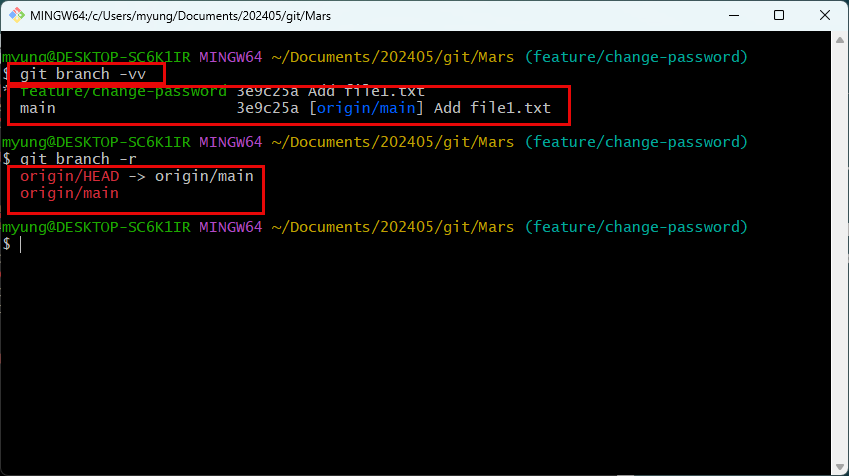 MINGW64:/c/Users/myung/Documents/202405/git/Mars
myung@DESKTOP-SC6K1IR MINGW64 ~/Documents/202405/git/Mars (feature/change-password)
$ git branch -vv
* feature/change-password 3e9c25a Add file1.txt
main 3e9c25a [origin/main] Add file1.txt
myung@DESKTOP-SC6K1IR MINGW64 ~/Documents/202405/git/Mars (feature/change-password)
$ git branch -r
origin/HEAD -> origin/main
origin/main
myung@DESKTOP-SC6K1IR MINGW64 ~/Documents/202405/git/Mars (feature/change-password)
$